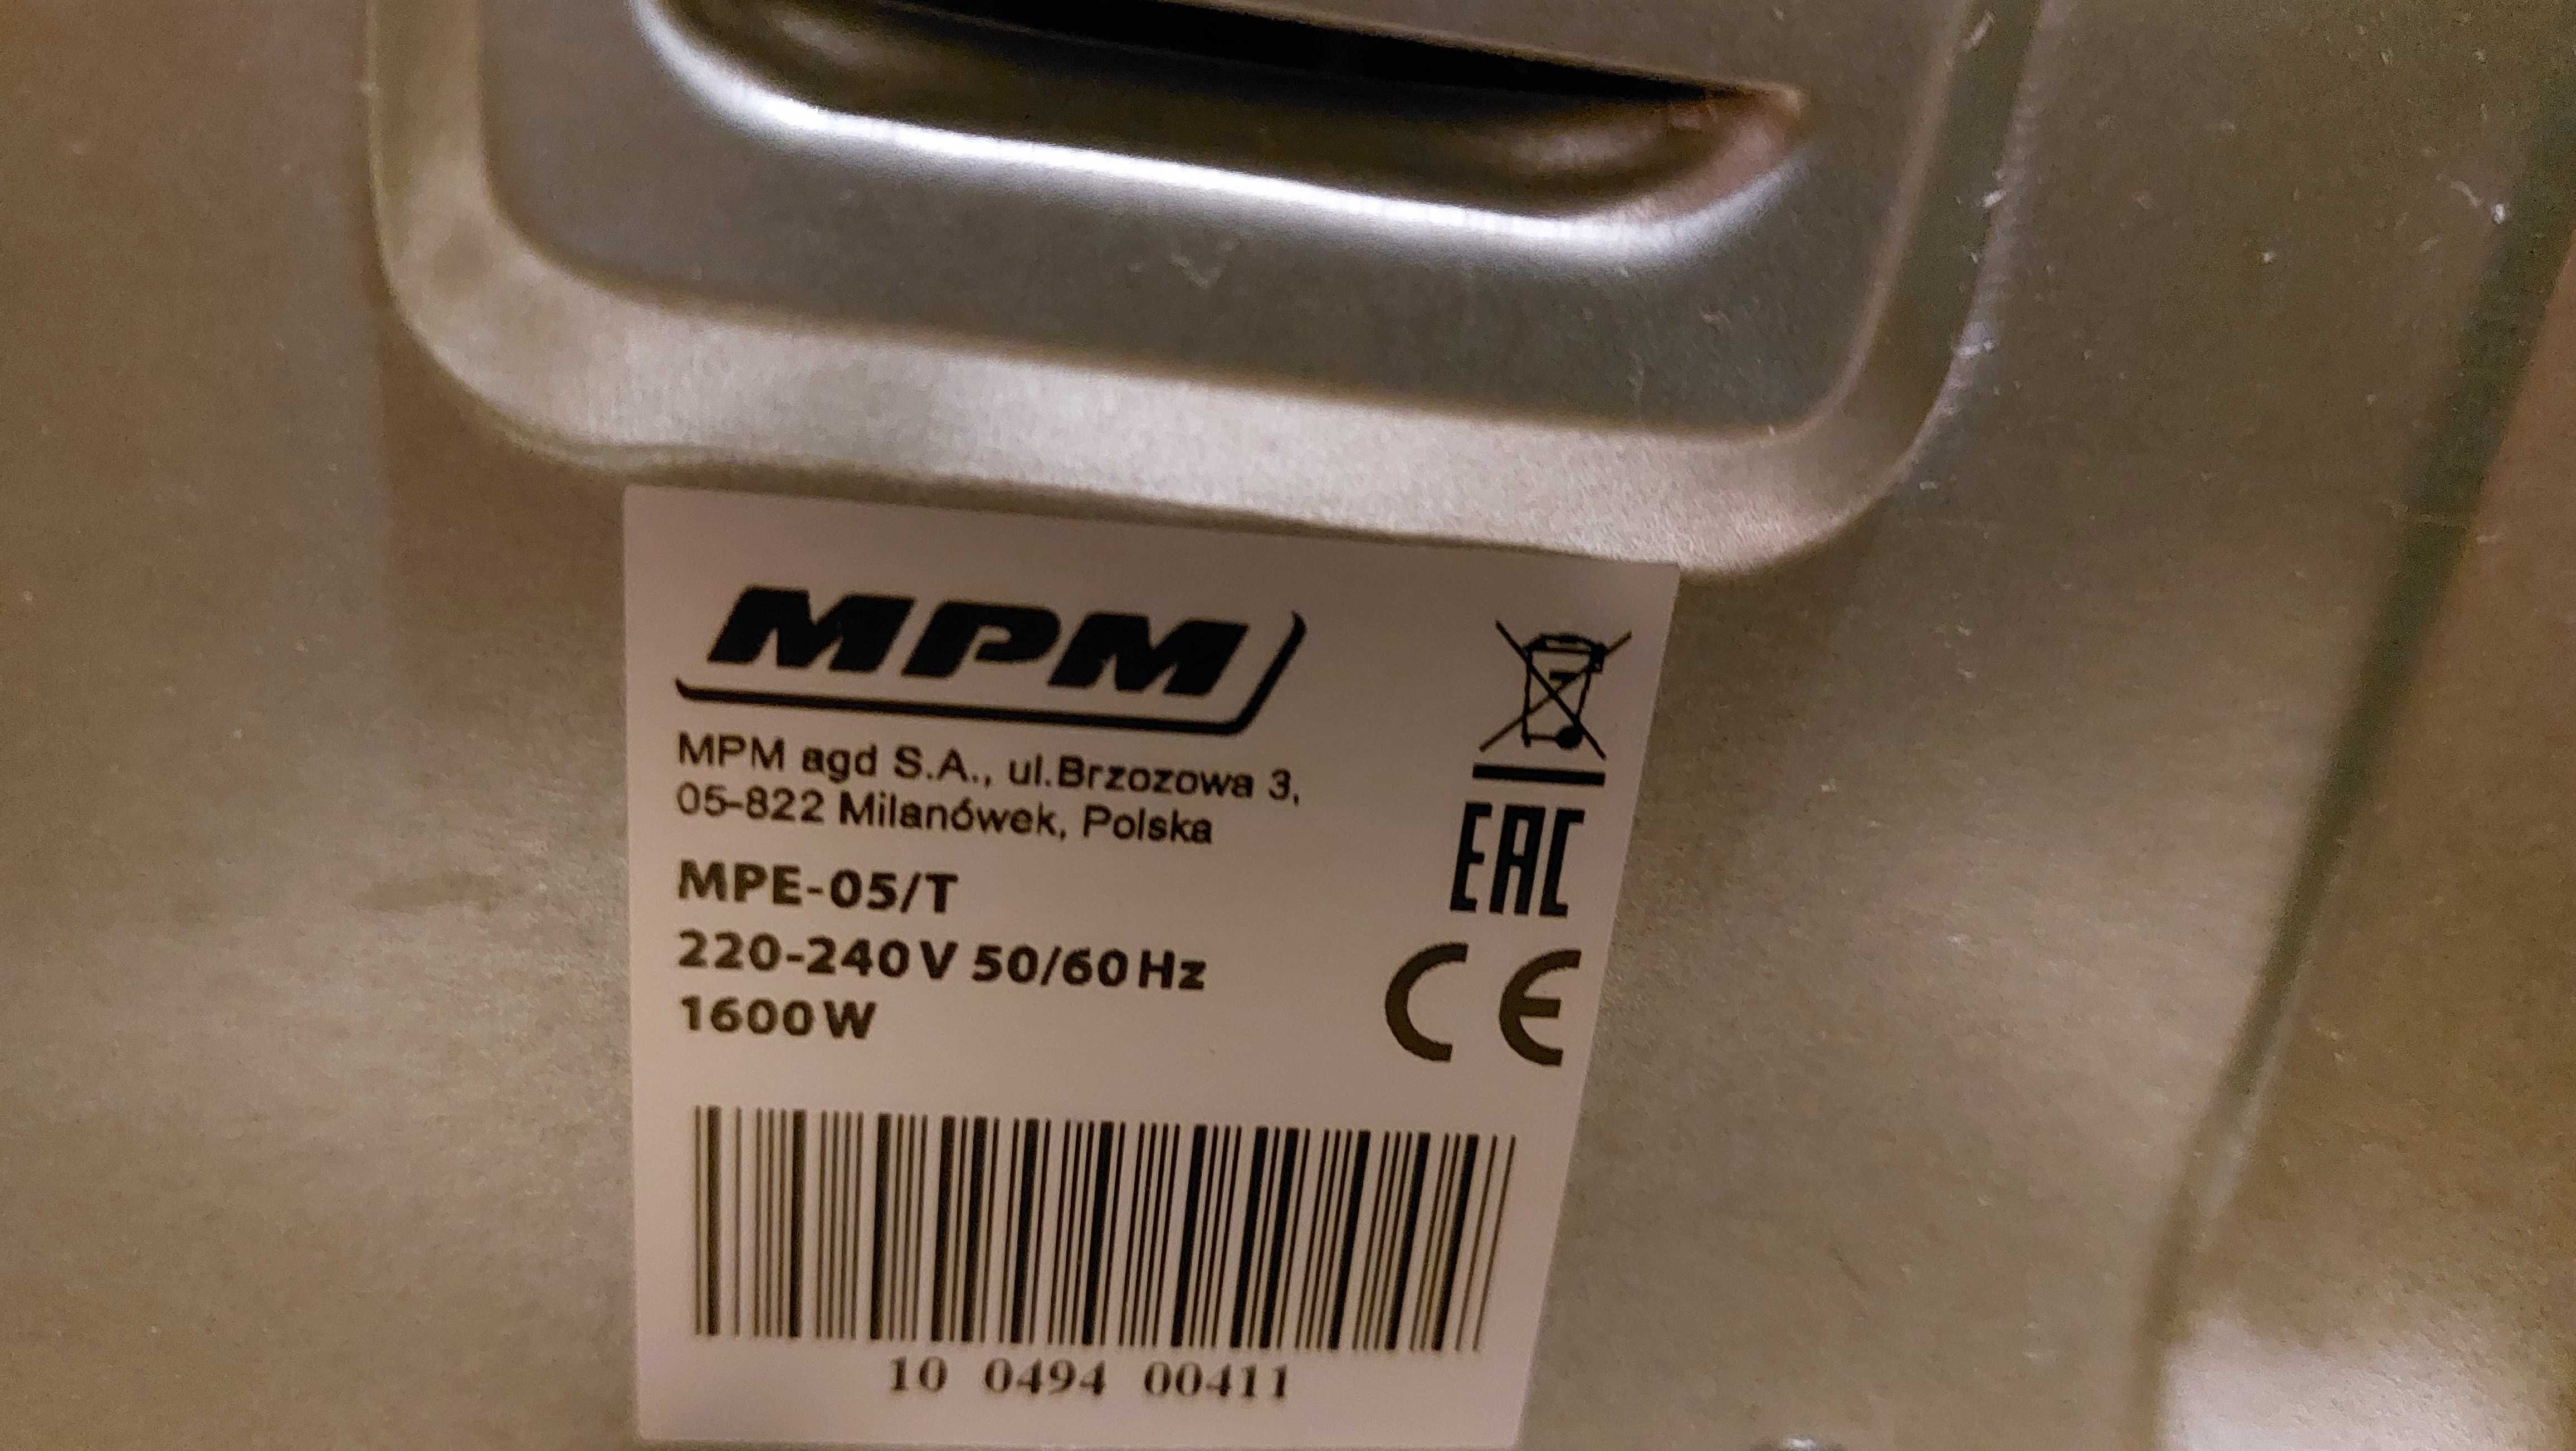 MPM
MPM agd S.A., ul.Brzozowa 3,
05-822 Milanówek, Polska
MPE-05/T
220-240V 50/60Hz
1600W
EAC
CE
10 0494 00411